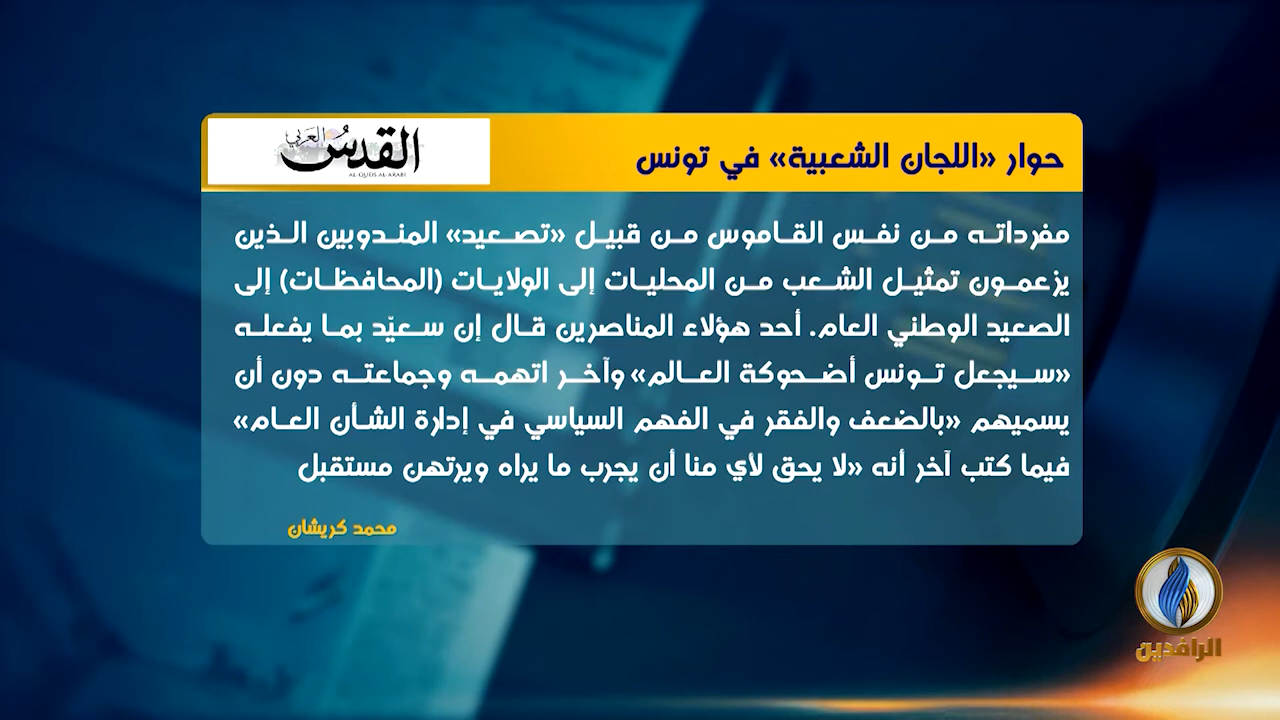 حوار «اللجان الشعبية» في تونس
القدس العربي
AL-QUDS AL-ARABI
مفرداته من نفس القاموس من قبيل «تصعيد» المندوبين الذين
يزعمون تمثيل الشعب من المحليات إلى الولايات (المحافظات) إلى
الصعيد الوطني العام. أحد هؤلاء المناصرين قال إن سعيّد بما يفعله
«سيجعل تونس أضحوكة العالم» وآخر اتهمه وجماعته دون أن
يسميهم «بالضعف والفقر في الفهم السياسي في إدارة الشأن العام»
فيما كتب آخر أنه «لا يحق لأي منا أن يجرب ما يراه ويرتهن مستقبل
محمد كريشان
الرافدين